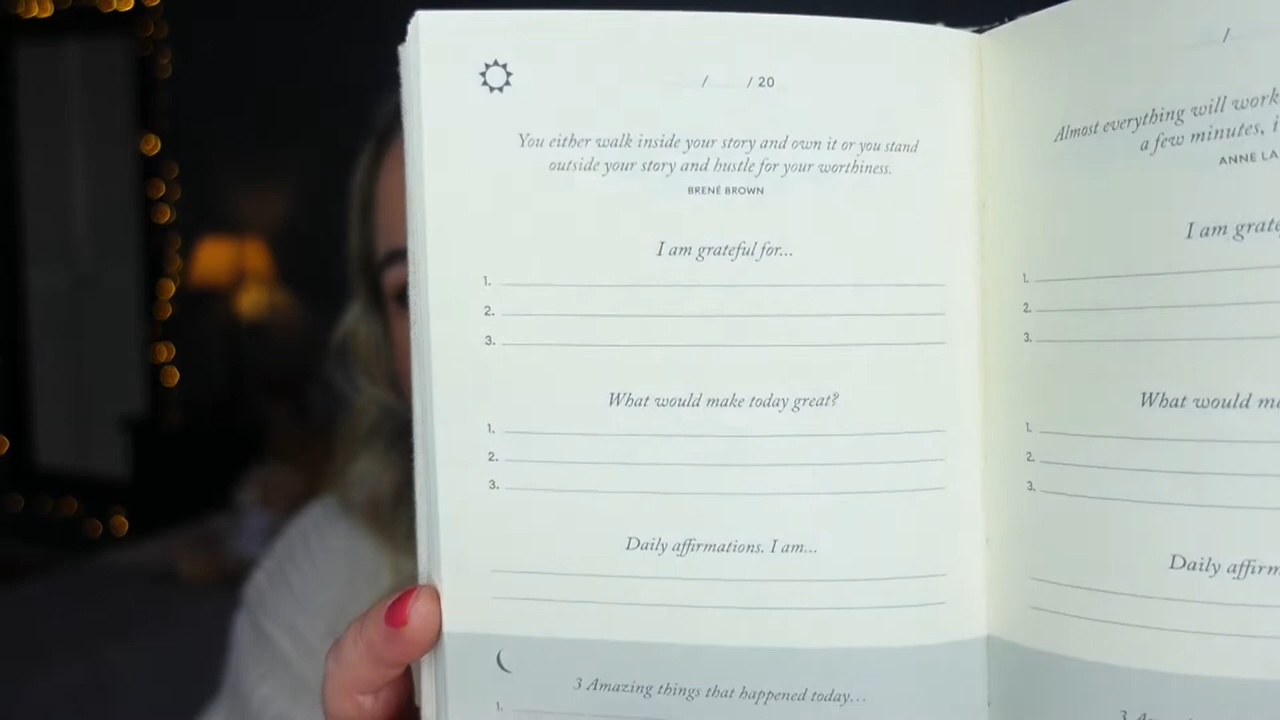 / / 20
You either walk inside your story and own it or you stand
outside your story and hustle for your worthiness.
BRENÉ BROWN
I am grateful for...
1.
2.
3.
What would make today great?
1.
2.
3.
Daily affirmations. I am...
3 Amazing things that happened today...
1.
/
Almost everything will work
a few minutes, i
ANNE LA
I am grate
1.
2.
3.
What would m
1.
2.
3.
Daily affirm